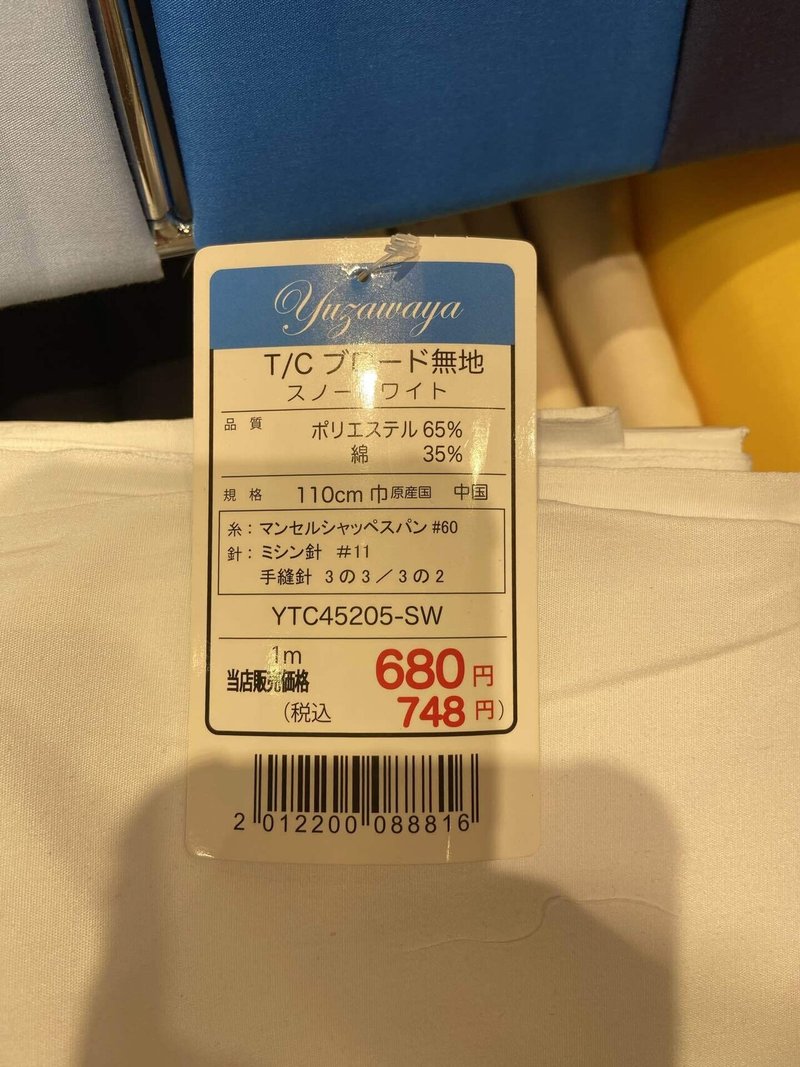 Yuzawaya
T/C ブロード無地
スノーホワイト
品質 ポリエステル 65%
綿 35%
規格 110cm 巾 原産国 中国
糸：マンセルシャッペスパン #60
針：ミシン針 #11
手縫針 3の3／3の2
YTC45205-SW
1m
当店販売価格 680円
（税込 748円）
2 012200 088816